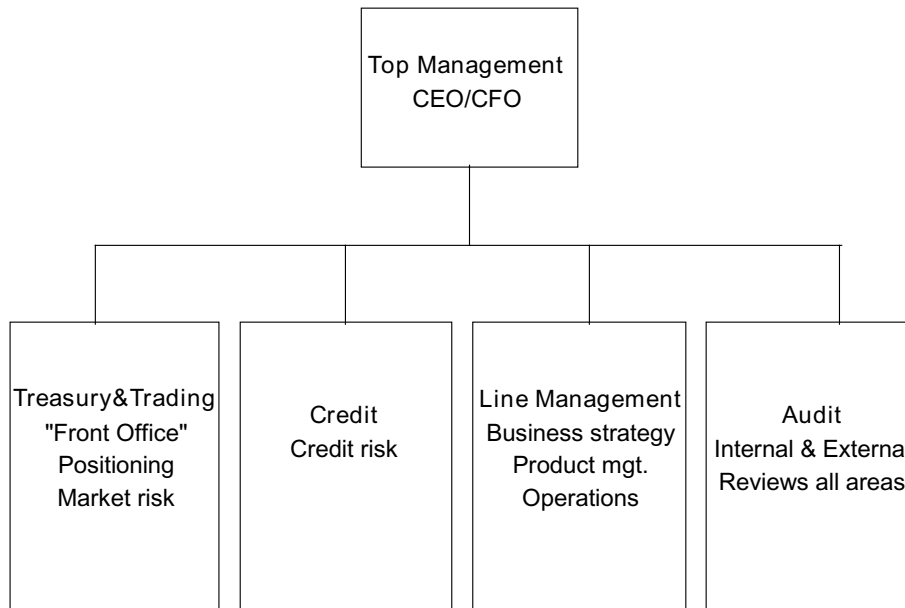 Top Management
CEO/CFO
Treasury&Trading
"Front Office"
Positioning
Market risk
Credit
Credit risk
Line Management
Business strategy
Product mgt.
Operations
Audit
Internal & Externa
Reviews all areas